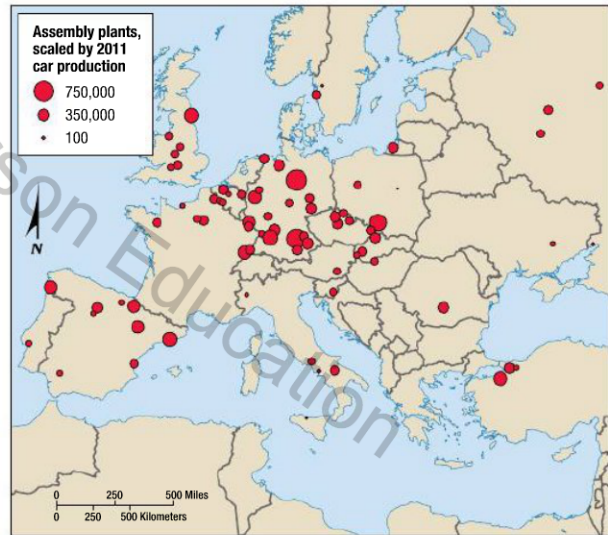 Assembly plants,
scaled by 2011
car production
750,000
350,000
100
rson Education
N
0 250 500 Miles
0 250 500 Kilometers